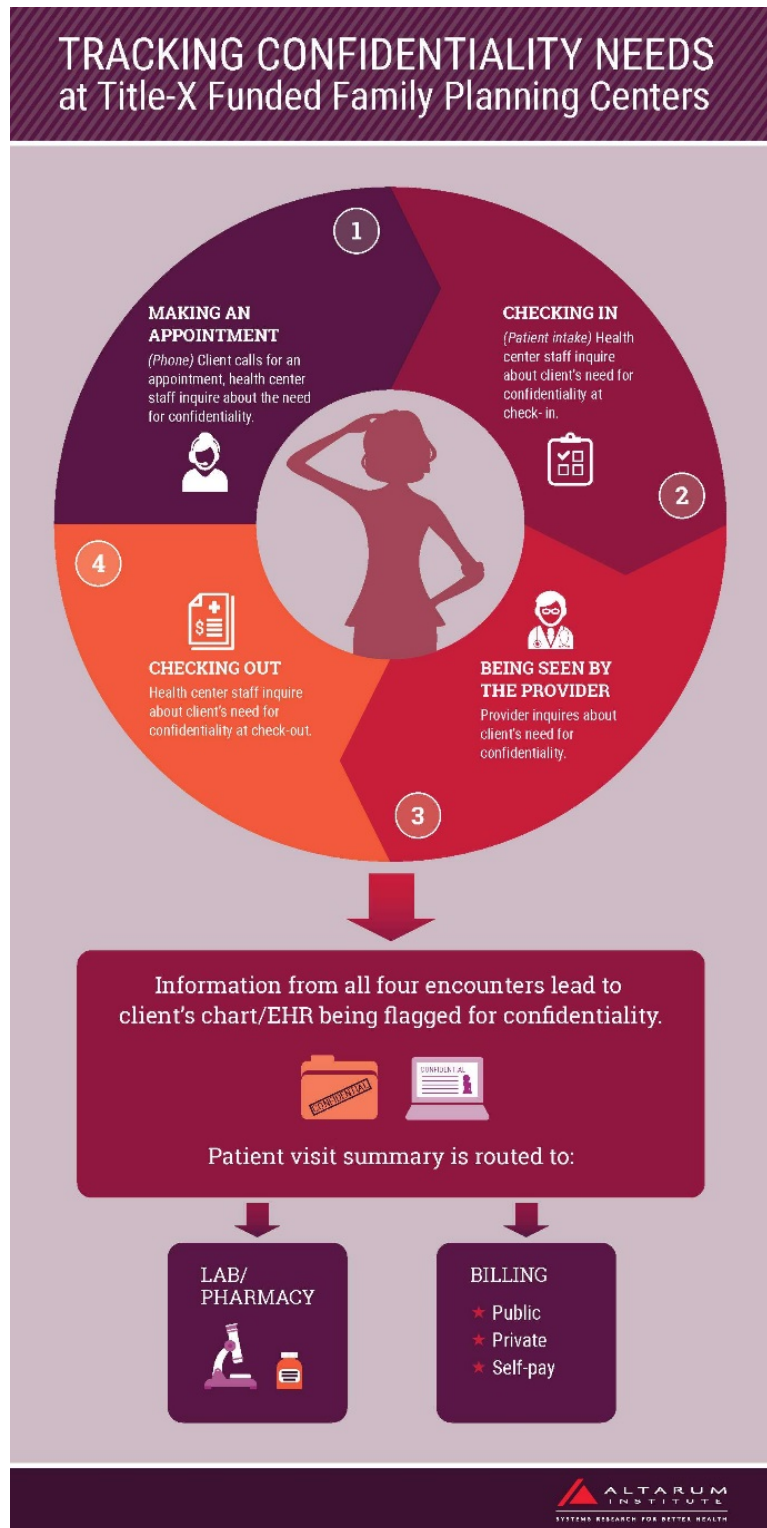 TRACKING CONFIDENTIALITY NEEDS
at Title-X Funded Family Planning Centers
1
MAKING AN
APPOINTMENT
(Phone) Client calls for an
appointment, health center
staff inquire about the need
for confidentiality.
CHECKING IN
(Patient intake) Health
center staff inquire
about client's need for
confidentiality at
check- in.
2
BEING SEEN BY
THE PROVIDER
Provider inquires about
client's need for
confidentiality.
3
4
$
CHECKING OUT
Health center staff inquire
about client's need for
confidentiality at check-out.
Information from all four encounters lead to
client's chart/EHR being flagged for confidentiality.
CONFIDENTIAL
CONFIDENTIAL
Patient visit summary is routed to:
LAB/
PHARMACY
BILLING
★ Public
★ Private
★ Self-pay
ALTARUM
INSTITUTE
SYSTEMS RESEARCH FOR BETTER HEALTH